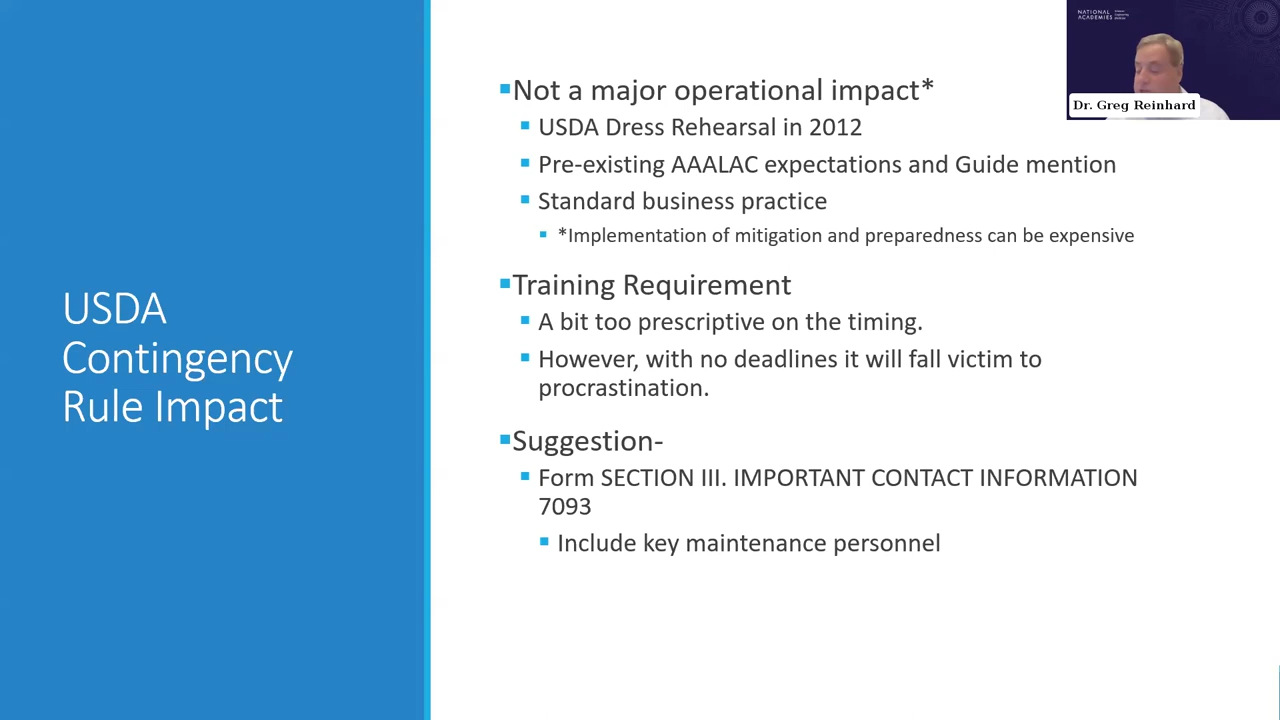 NATIONAL
ACADEMIES
Dr. Greg Reinhard
USDA
Contingency
Rule Impact
Not a major operational impact*
USDA Dress Rehearsal in 2012
Pre-existing AAALAC expectations and Guide mention
Standard business practice
*Implementation of mitigation and preparedness can be expensive
Training Requirement
A bit too prescriptive on the timing.
However, with no deadlines it will fall victim to
procrastination.
Suggestion-
Form SECTION III. IMPORTANT CONTACT INFORMATION
7093
Include key maintenance personnel